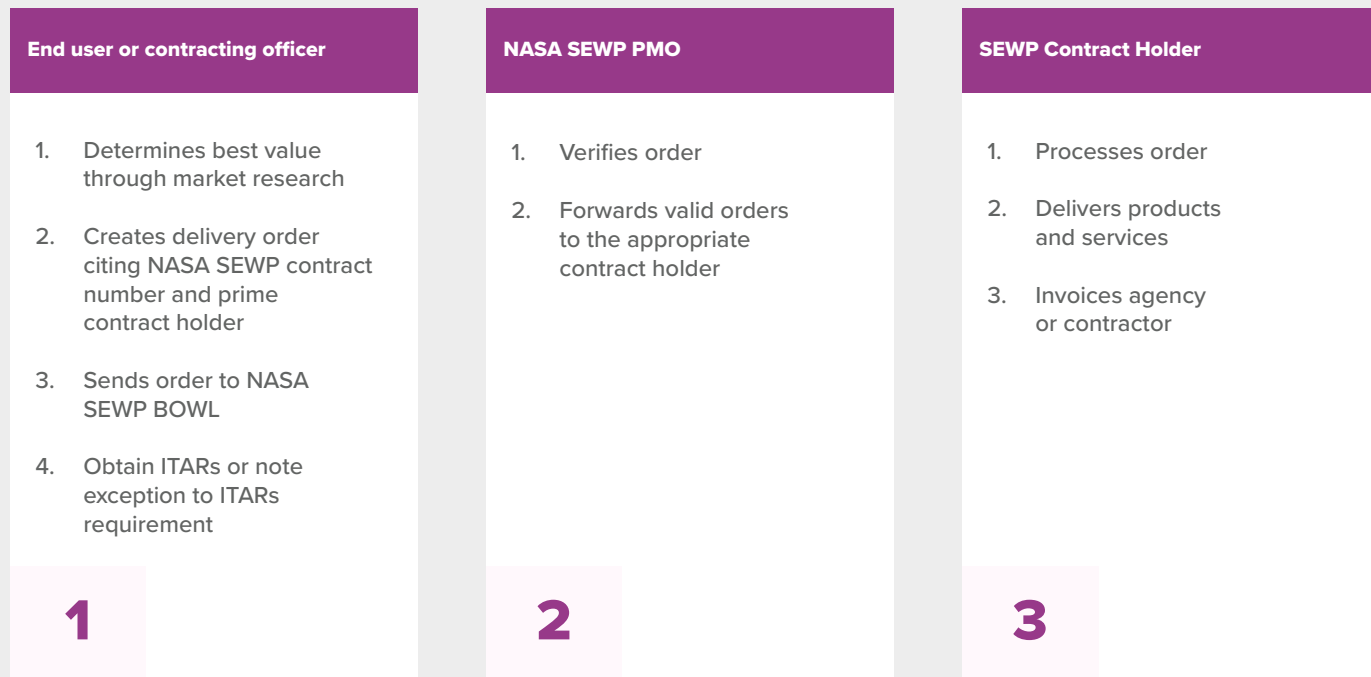 End user or contracting officer
1. Determines best value
through market research
2. Creates delivery order
citing NASA SEWP contract
number and prime
contract holder
3. Sends order to NASA
SEWP BOWL
4. Obtain ITARs or note
exception to ITARs
requirement
1
NASA SEWP PMO
1. Verifies order
2. Forwards valid orders
to the appropriate
contract holder
2
SEWP Contract Holder
1. Processes order
2. Delivers products
and services
3. Invoices agency
or contractor
3